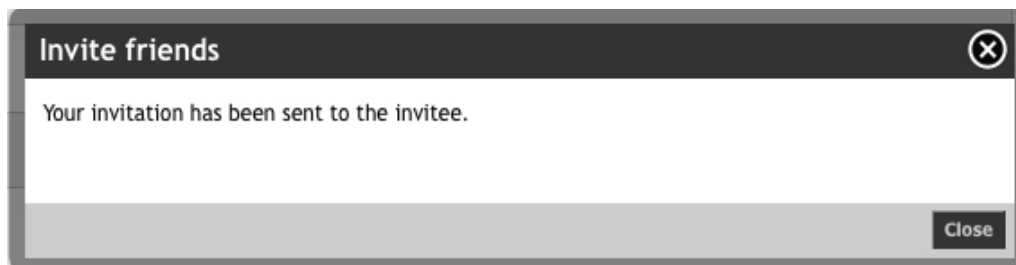 Invite friends
Your invitation has been sent to the invitee.
Close